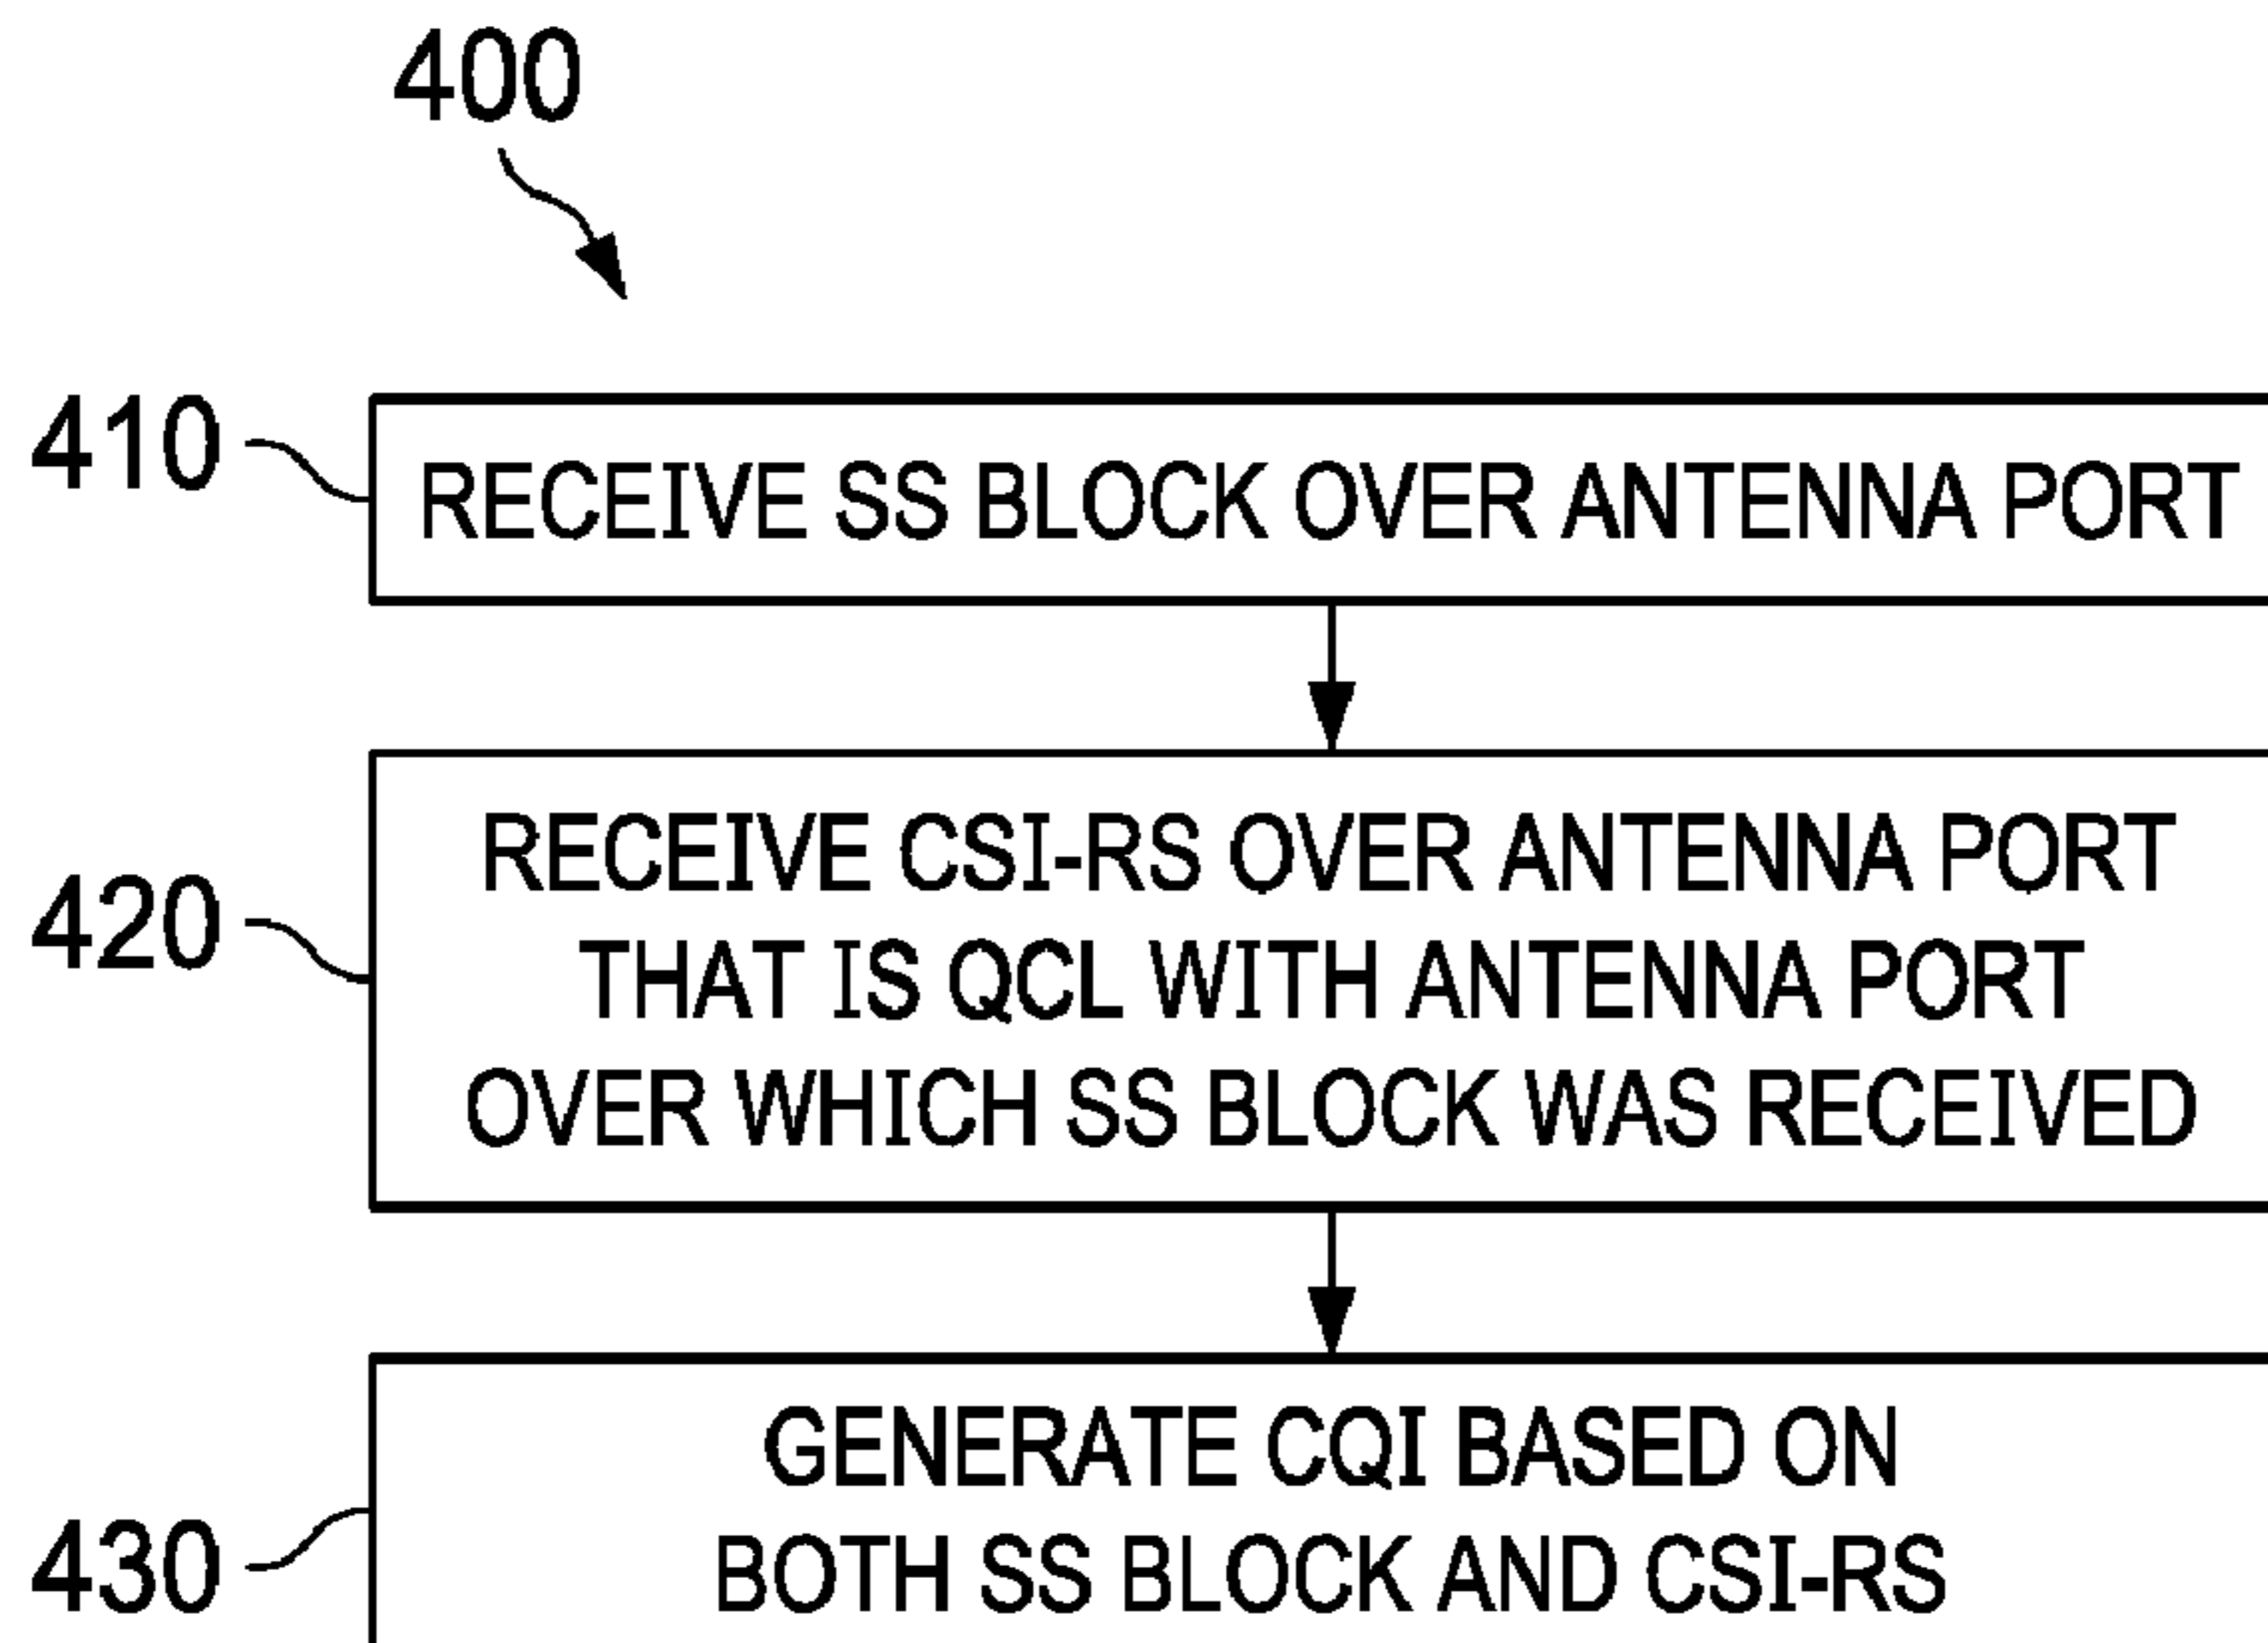 400
410
RECEIVE SS BLOCK OVER ANTENNA PORT
420
RECEIVE CSI-RS OVER ANTENNA PORT
THAT IS QCL WITH ANTENNA PORT
OVER WHICH SS BLOCK WAS RECEIVED
430
GENERATE CQI BASED ON
BOTH SS BLOCK AND CSI-RS